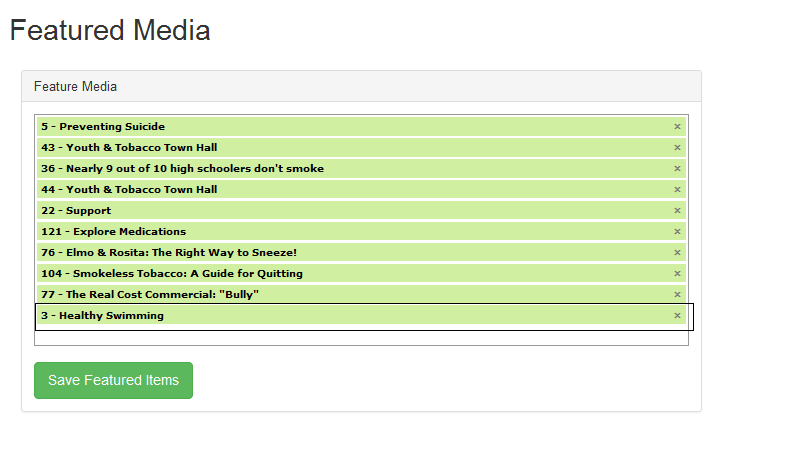 Featured Media
Feature Media
5 - Preventing Suicide ×
43 - Youth & Tobacco Town Hall ×
36 - Nearly 9 out of 10 high schoolers don't smoke ×
44 - Youth & Tobacco Town Hall ×
22 - Support ×
121 - Explore Medications ×
76 - Elmo & Rosita: The Right Way to Sneeze! ×
104 - Smokeless Tobacco: A Guide for Quitting ×
77 - The Real Cost Commercial: "Bully" ×
3 - Healthy Swimming ×
Save Featured Items